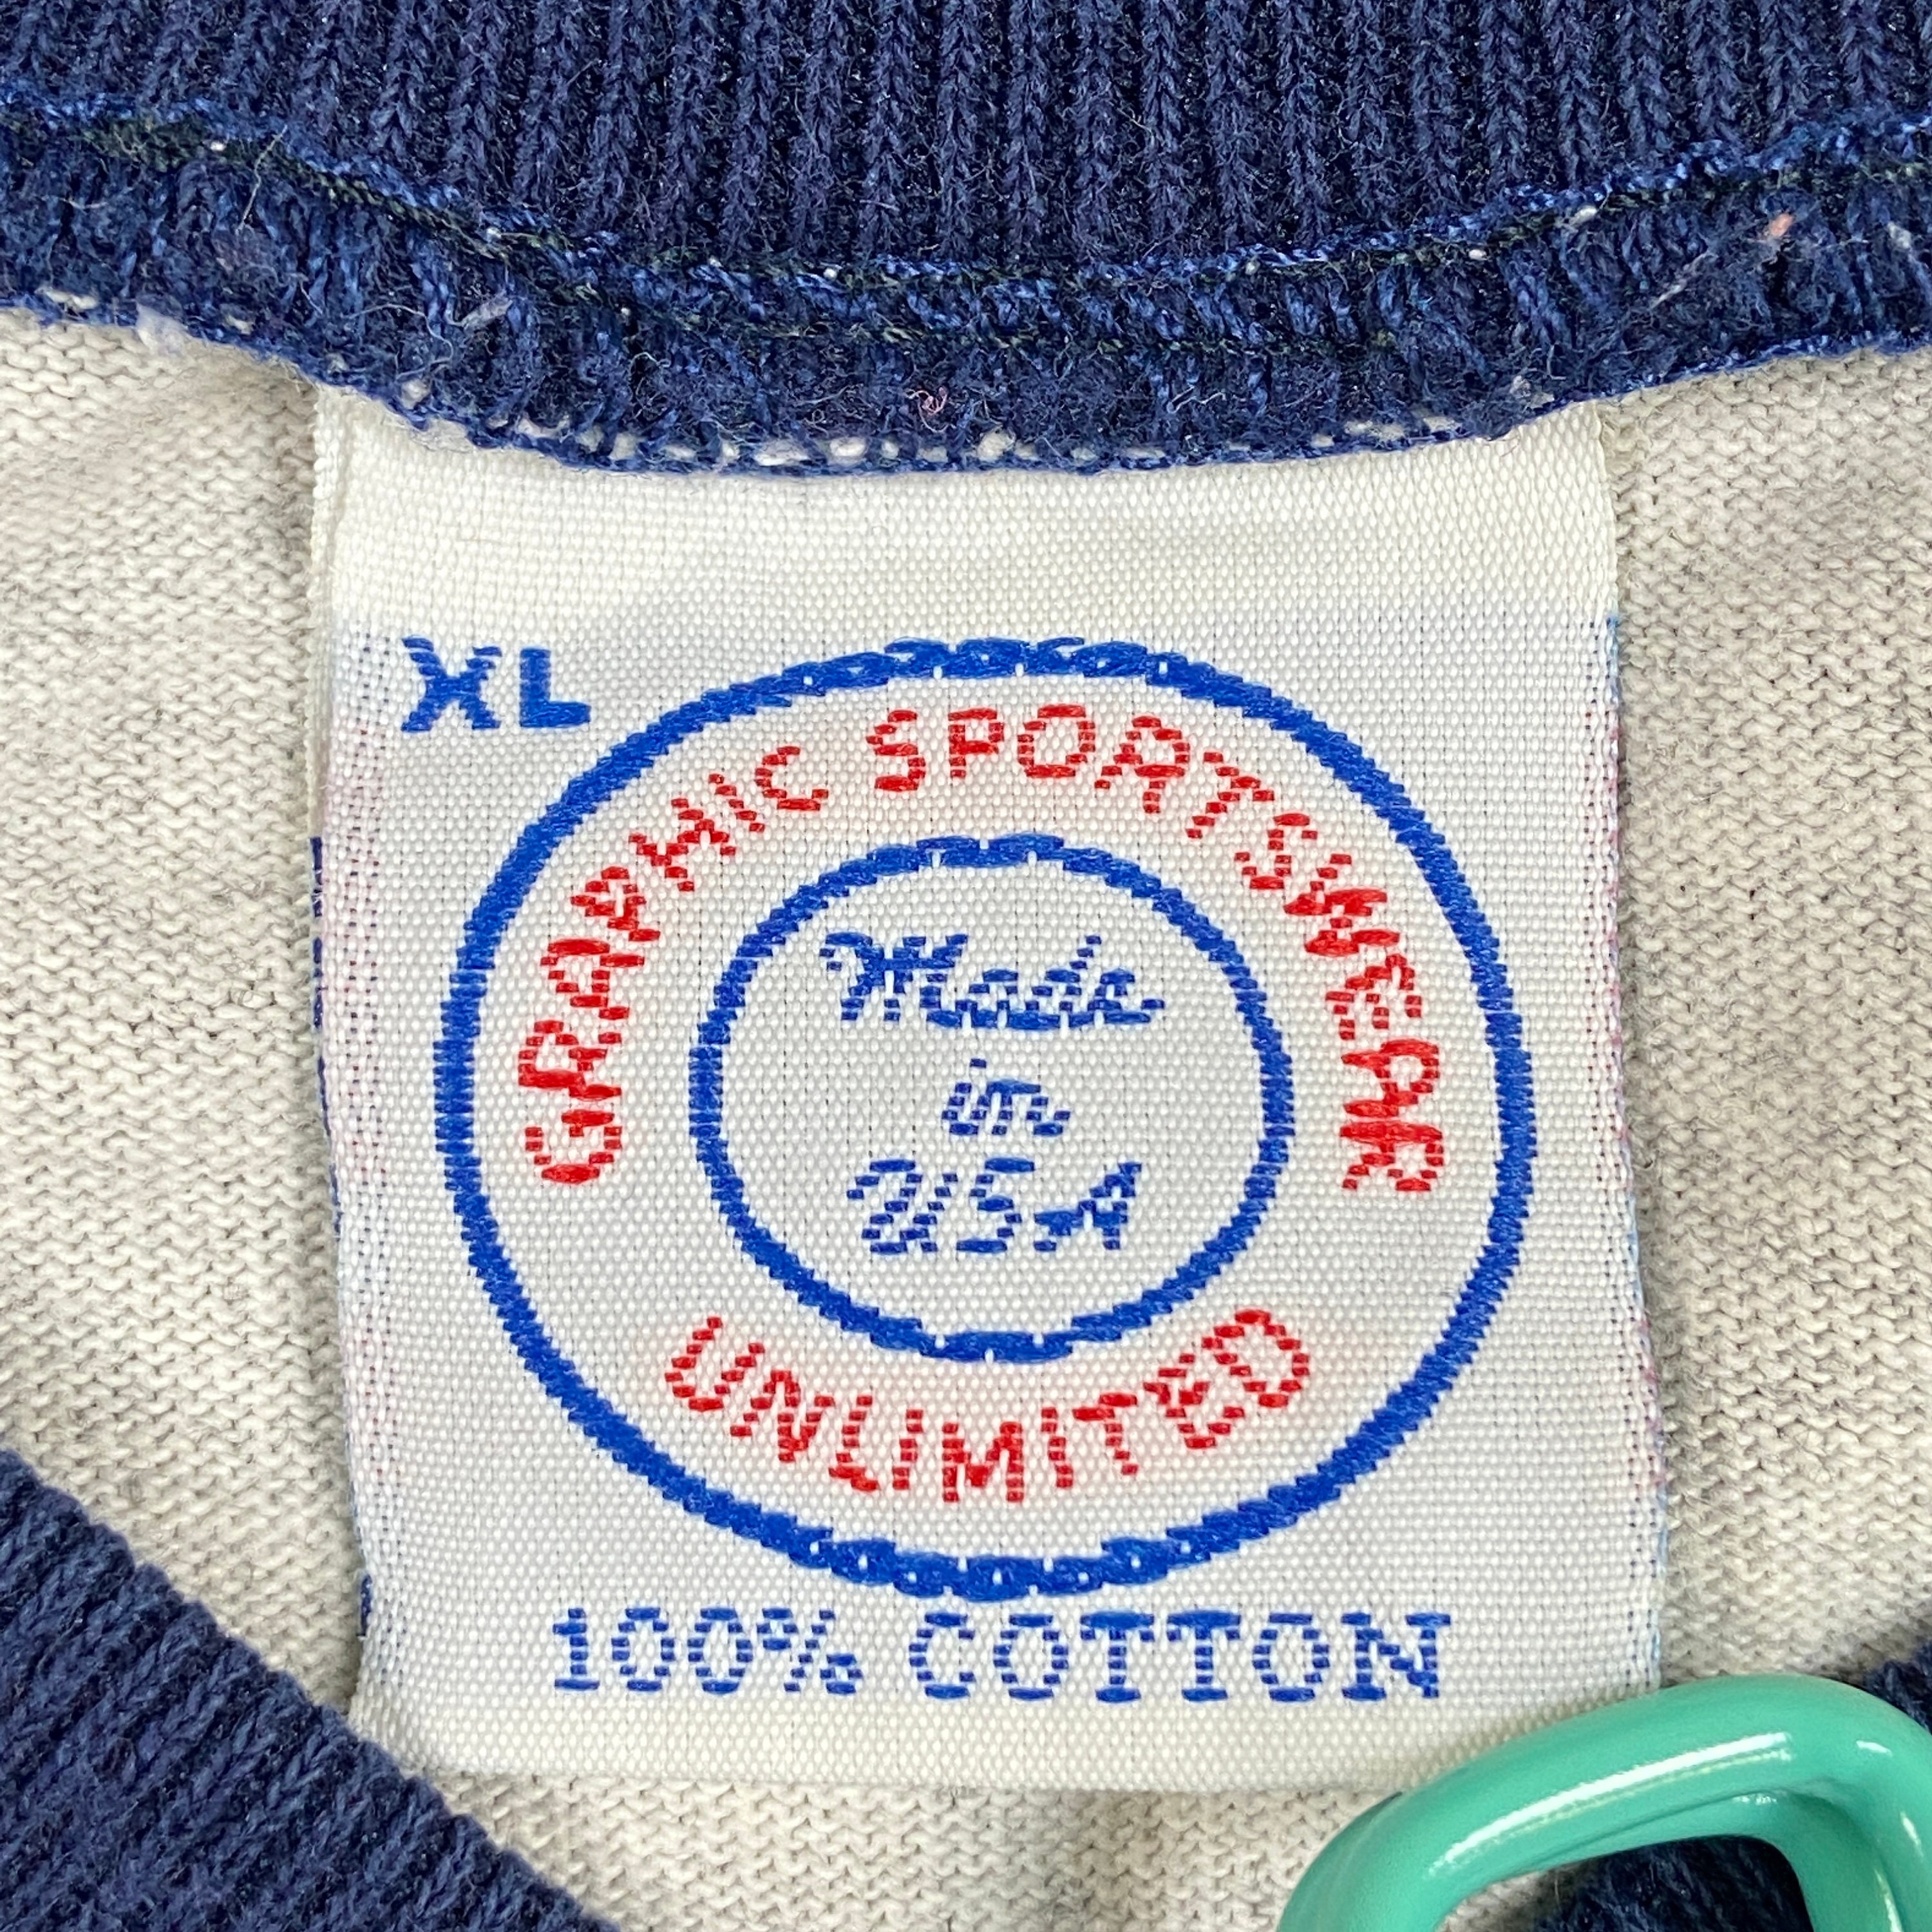 XL
GRAPHIC SPORTSWEAR
Made
in
USA
UNLIMITED
100% COTTON